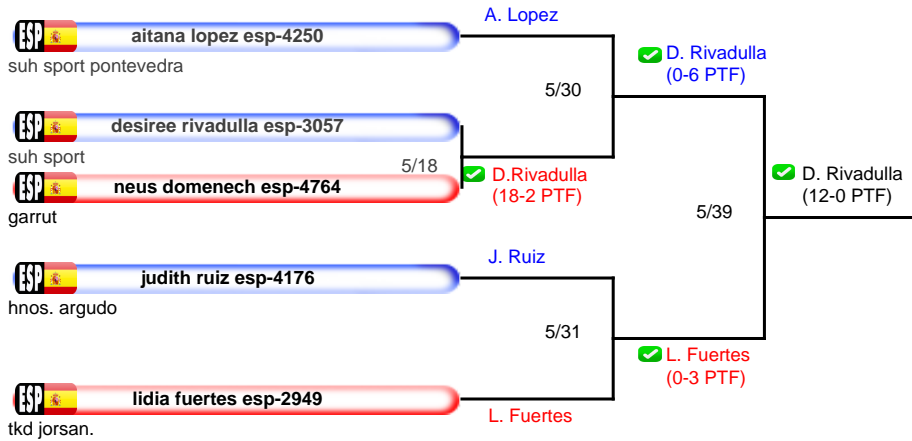 A. Lopez
ESP aitana lopez esp-4250
suh sport pontevedra
D. Rivadulla
(0-6 PTF)
5/30
ESP desiree rivadulla esp-3057
suh sport
5/18
D.Rivadulla
(18-2 PTF)
ESP neus domenech esp-4764
garrut
D. Rivadulla
(12-0 PTF)
5/39
J. Ruiz
ESP judith ruiz esp-4176
hnos. argudo
5/31
L. Fuertes
(0-3 PTF)
ESP lidia fuertes esp-2949
L. Fuertes
tkd jorsan.